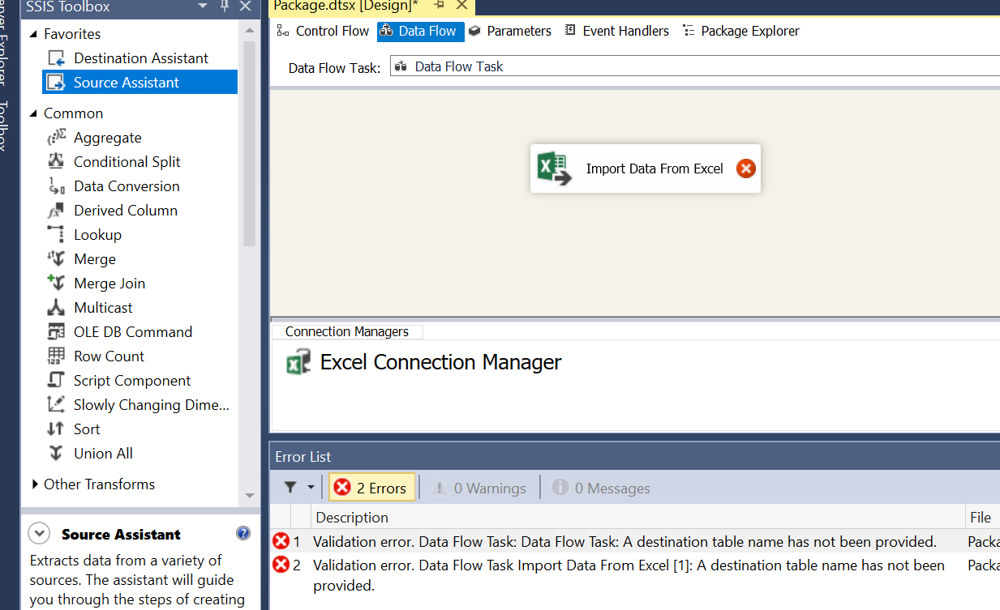 SSIS Toolbox
Package.dtsx [Design]*
Favorites
Destination Assistant
Source Assistant
Common
Aggregate
Conditional Split
Data Conversion
Derived Column
Lookup
Merge
Merge Join
Multicast
OLE DB Command
Row Count
Script Component
Slowly Changing Dime...
Sort
Union All
Other Transforms
Source Assistant
Extracts data from a variety of
sources. The assistant will guide
you through the steps of creating
Toolbox
Control Flow Data Flow Parameters Event Handlers Package Explorer
Data Flow Task: Data Flow Task
Import Data From Excel
Connection Managers
Excel Connection Manager
Error List
2 Errors 0 Warnings 0 Messages
Description File
1 Validation error. Data Flow Task: Data Flow Task: A destination table name has not been provided.
2 Validation error. Data Flow Task Import Data From Excel [1]: A destination table name has not been
provided.